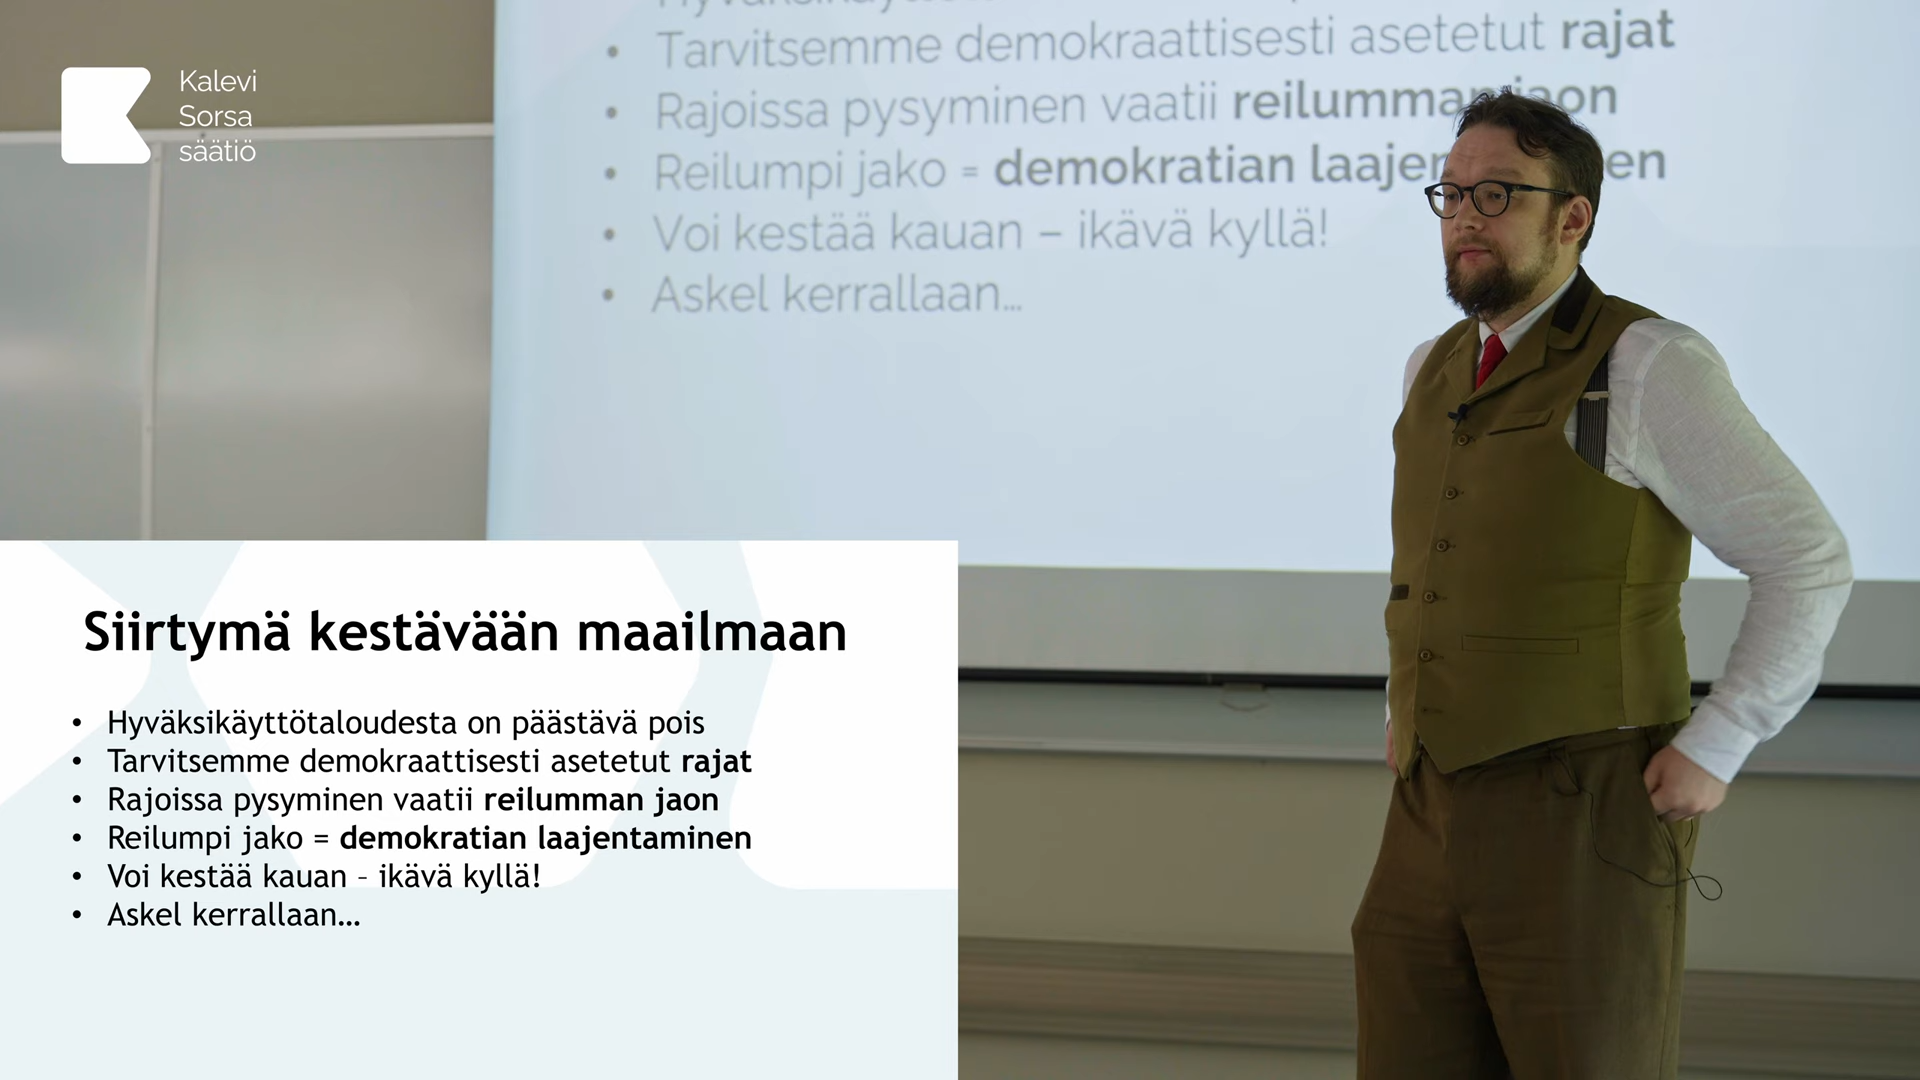 Kalevi
Sorsa
säätiö
Tarvitsemme demokraattisesti asetetut rajat
Rajoissa pysyminen vaatii reilumman jaon
Reilumpi jako = demokratian
Voi kestää kauan – ikävä kyllä!
Askel kerrallaan...
Siirtymä kestävään maailmaan
• Hyväksikäyttötaloudesta on päästävä pois
• Tarvitsemme demokraattisesti asetetut rajat
• Rajoissa pysyminen vaatii reilumman jaon
• Reilumpi jako = demokratian laajentaminen
• Voi kestää kauan – ikävä kyllä!
• Askel kerrallaan...